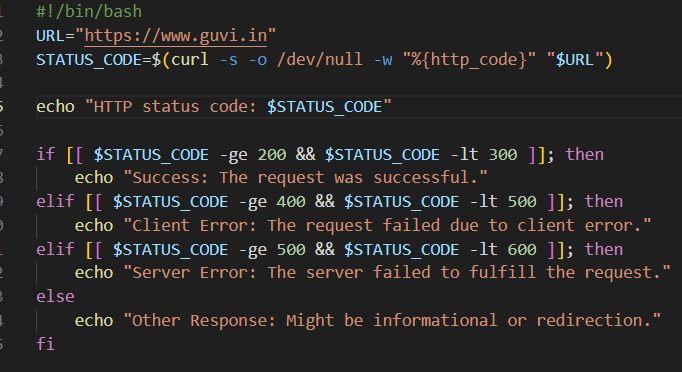 #!/bin/bash
URL="https://www.guvi.in"
STATUS_CODE=$(curl -s -o /dev/null -w "%{http_code}" "$URL")
5 echo "HTTP status code: $STATUS_CODE"
if [[ $STATUS_CODE -ge 200 && $STATUS_CODE -lt 300 ]]; then
    echo "Success: The request was successful."
elif [[ $STATUS_CODE -ge 400 && $STATUS_CODE -lt 500 ]]; then
    echo "Client Error: The request failed due to client error."
elif [[ $STATUS_CODE -ge 500 && $STATUS_CODE -lt 600 ]]; then
    echo "Server Error: The server failed to fulfill the request."
else
    echo "Other Response: Might be informational or redirection."
fi